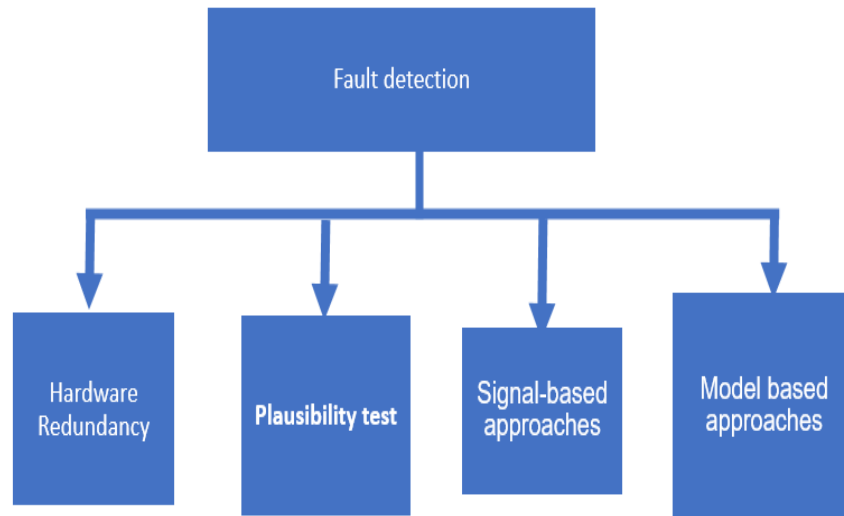 Fault detection
Hardware
Redundancy
Plausibility test
Signal-based
approaches
Model based
approaches